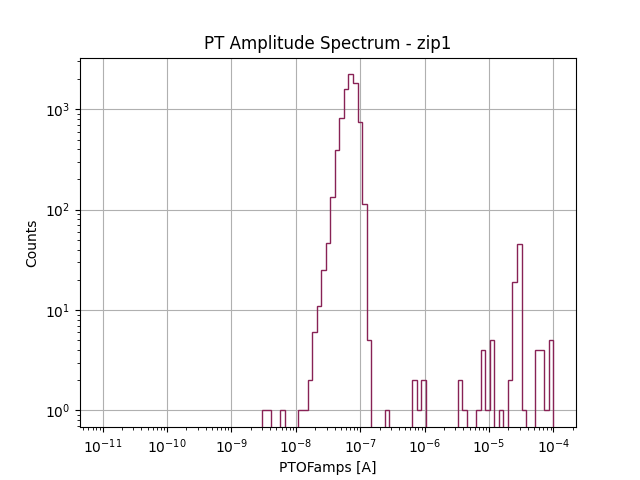 PT Amplitude Spectrum - zip1
10³
10²
10¹
10⁰
Counts
10⁻¹¹ 10⁻¹⁰ 10⁻⁹ 10⁻⁸ 10⁻⁷ 10⁻⁶ 10⁻⁵ 10⁻⁴
PTOFamps [A]